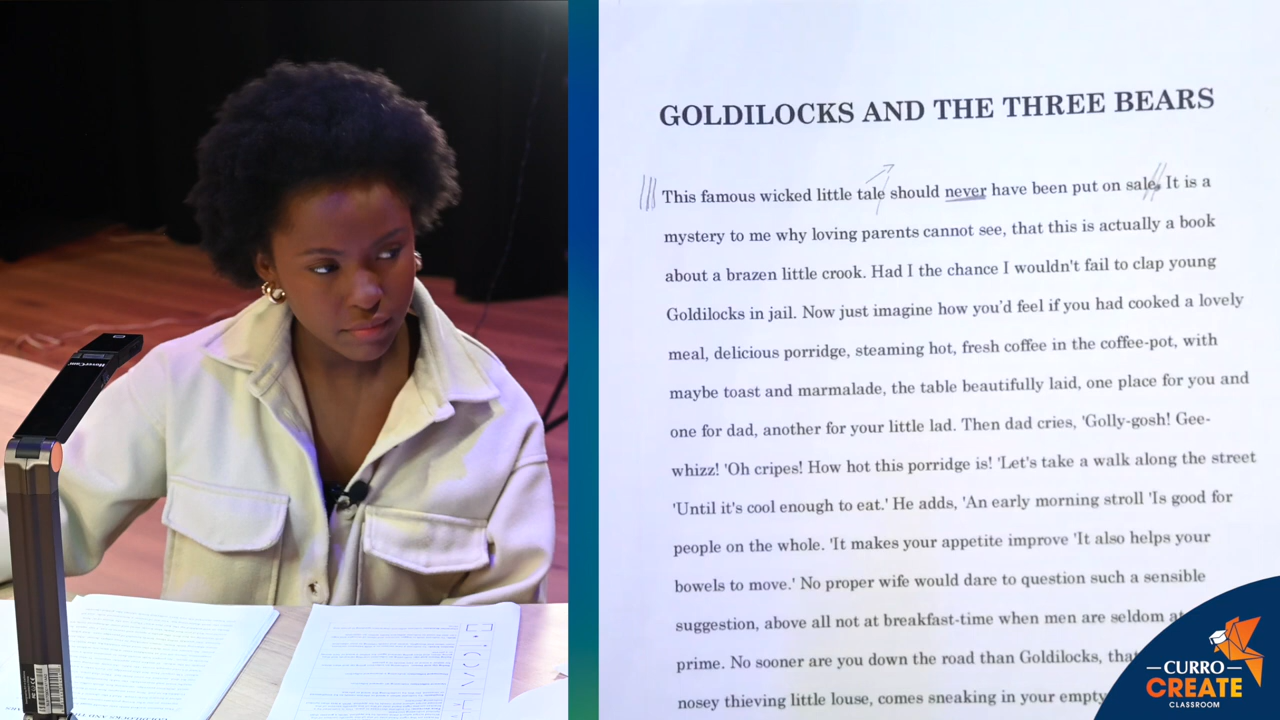 GOLDILOCKS AND THE THREE BEARS
This famous wicked little tale should never have been put on sale. It is a
mystery to me why loving parents cannot see, that this is actually a book
about a brazen little crook. Had I the chance I wouldn't fail to clap young
Goldilocks in jail. Now just imagine how you'd feel if you had cooked a lovely
meal, delicious porridge, steaming hot, fresh coffee in the coffee-pot, with
maybe toast and marmalade, the table beautifully laid, one place for you and
one for dad, another for your little lad. Then dad cries, 'Golly-gosh! Gee-
whizz! 'Oh cripes! How hot this porridge is! 'Let's take a walk along the street
'Until it's cool enough to eat.' He adds, 'An early morning stroll 'Is good for
people on the whole. 'It makes your appetite improve 'It also helps your
bowels to move.' No proper wife would dare to question such a sensible
suggestion, above all not at breakfast-time when men are seldom at
prime. No sooner are you down the road than Goldilocks,
nosey thieving little louse, comes sneaking in your
CURRO
CREATE
CLASSROOM